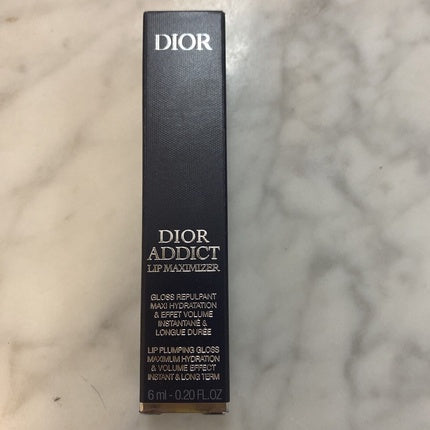 DIOR
DIOR
ADDICT
LIP MAXIMIZER
GLOSS REPULPANT
MAXI HYDRATATION
& EFFET VOLUME
INSTANTANÉ &
LONGUE DURÉE
LIP PLUMPING GLOSS
MAXIMUM HYDRATION
& VOLUME EFFECT
INSTANT & LONG TERM
6 ml - 0.20 FL.OZ